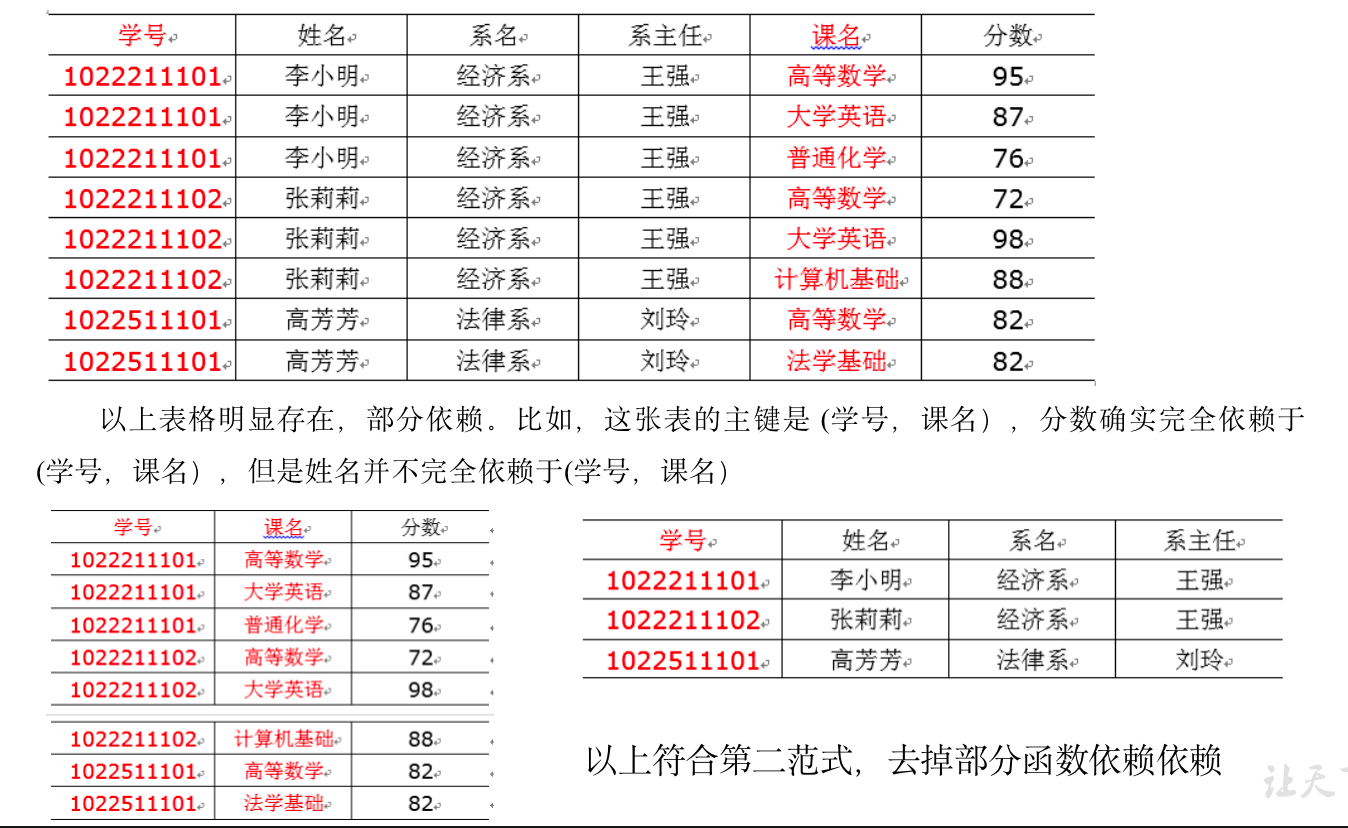 学号 姓名 系名 系主任 课名 分数
1022211101 李小明 经济系 王强 高等数学 95
1022211101 李小明 经济系 王强 大学英语 87
1022211101 李小明 经济系 王强 普通化学 76
1022211102 张莉莉 经济系 王强 高等数学 72
1022211102 张莉莉 经济系 王强 大学英语 98
1022211102 张莉莉 经济系 王强 计算机基础 88
1022511101 高芳芳 法律系 刘玲 高等数学 82
1022511101 高芳芳 法律系 刘玲 法学基础 82
以上表格明显存在，部分依赖。比如，这张表的主键是 (学号，课名），分数确实完全依赖于
(学号，课名），但是姓名并不完全依赖于(学号，课名）
学号 课名 分数
1022211101 高等数学 95
1022211101 大学英语 87
1022211101 普通化学 76
1022211102 高等数学 72
1022211102 大学英语 98
1022211102 计算机基础 88
1022511101 高等数学 82
1022511101 法学基础 82
学号 姓名 系名 系主任
1022211101 李小明 经济系 王强
1022211102 张莉莉 经济系 王强
1022511101 高芳芳 法律系 刘玲
以上符合第二范式，去掉部分函数依赖依赖
让天